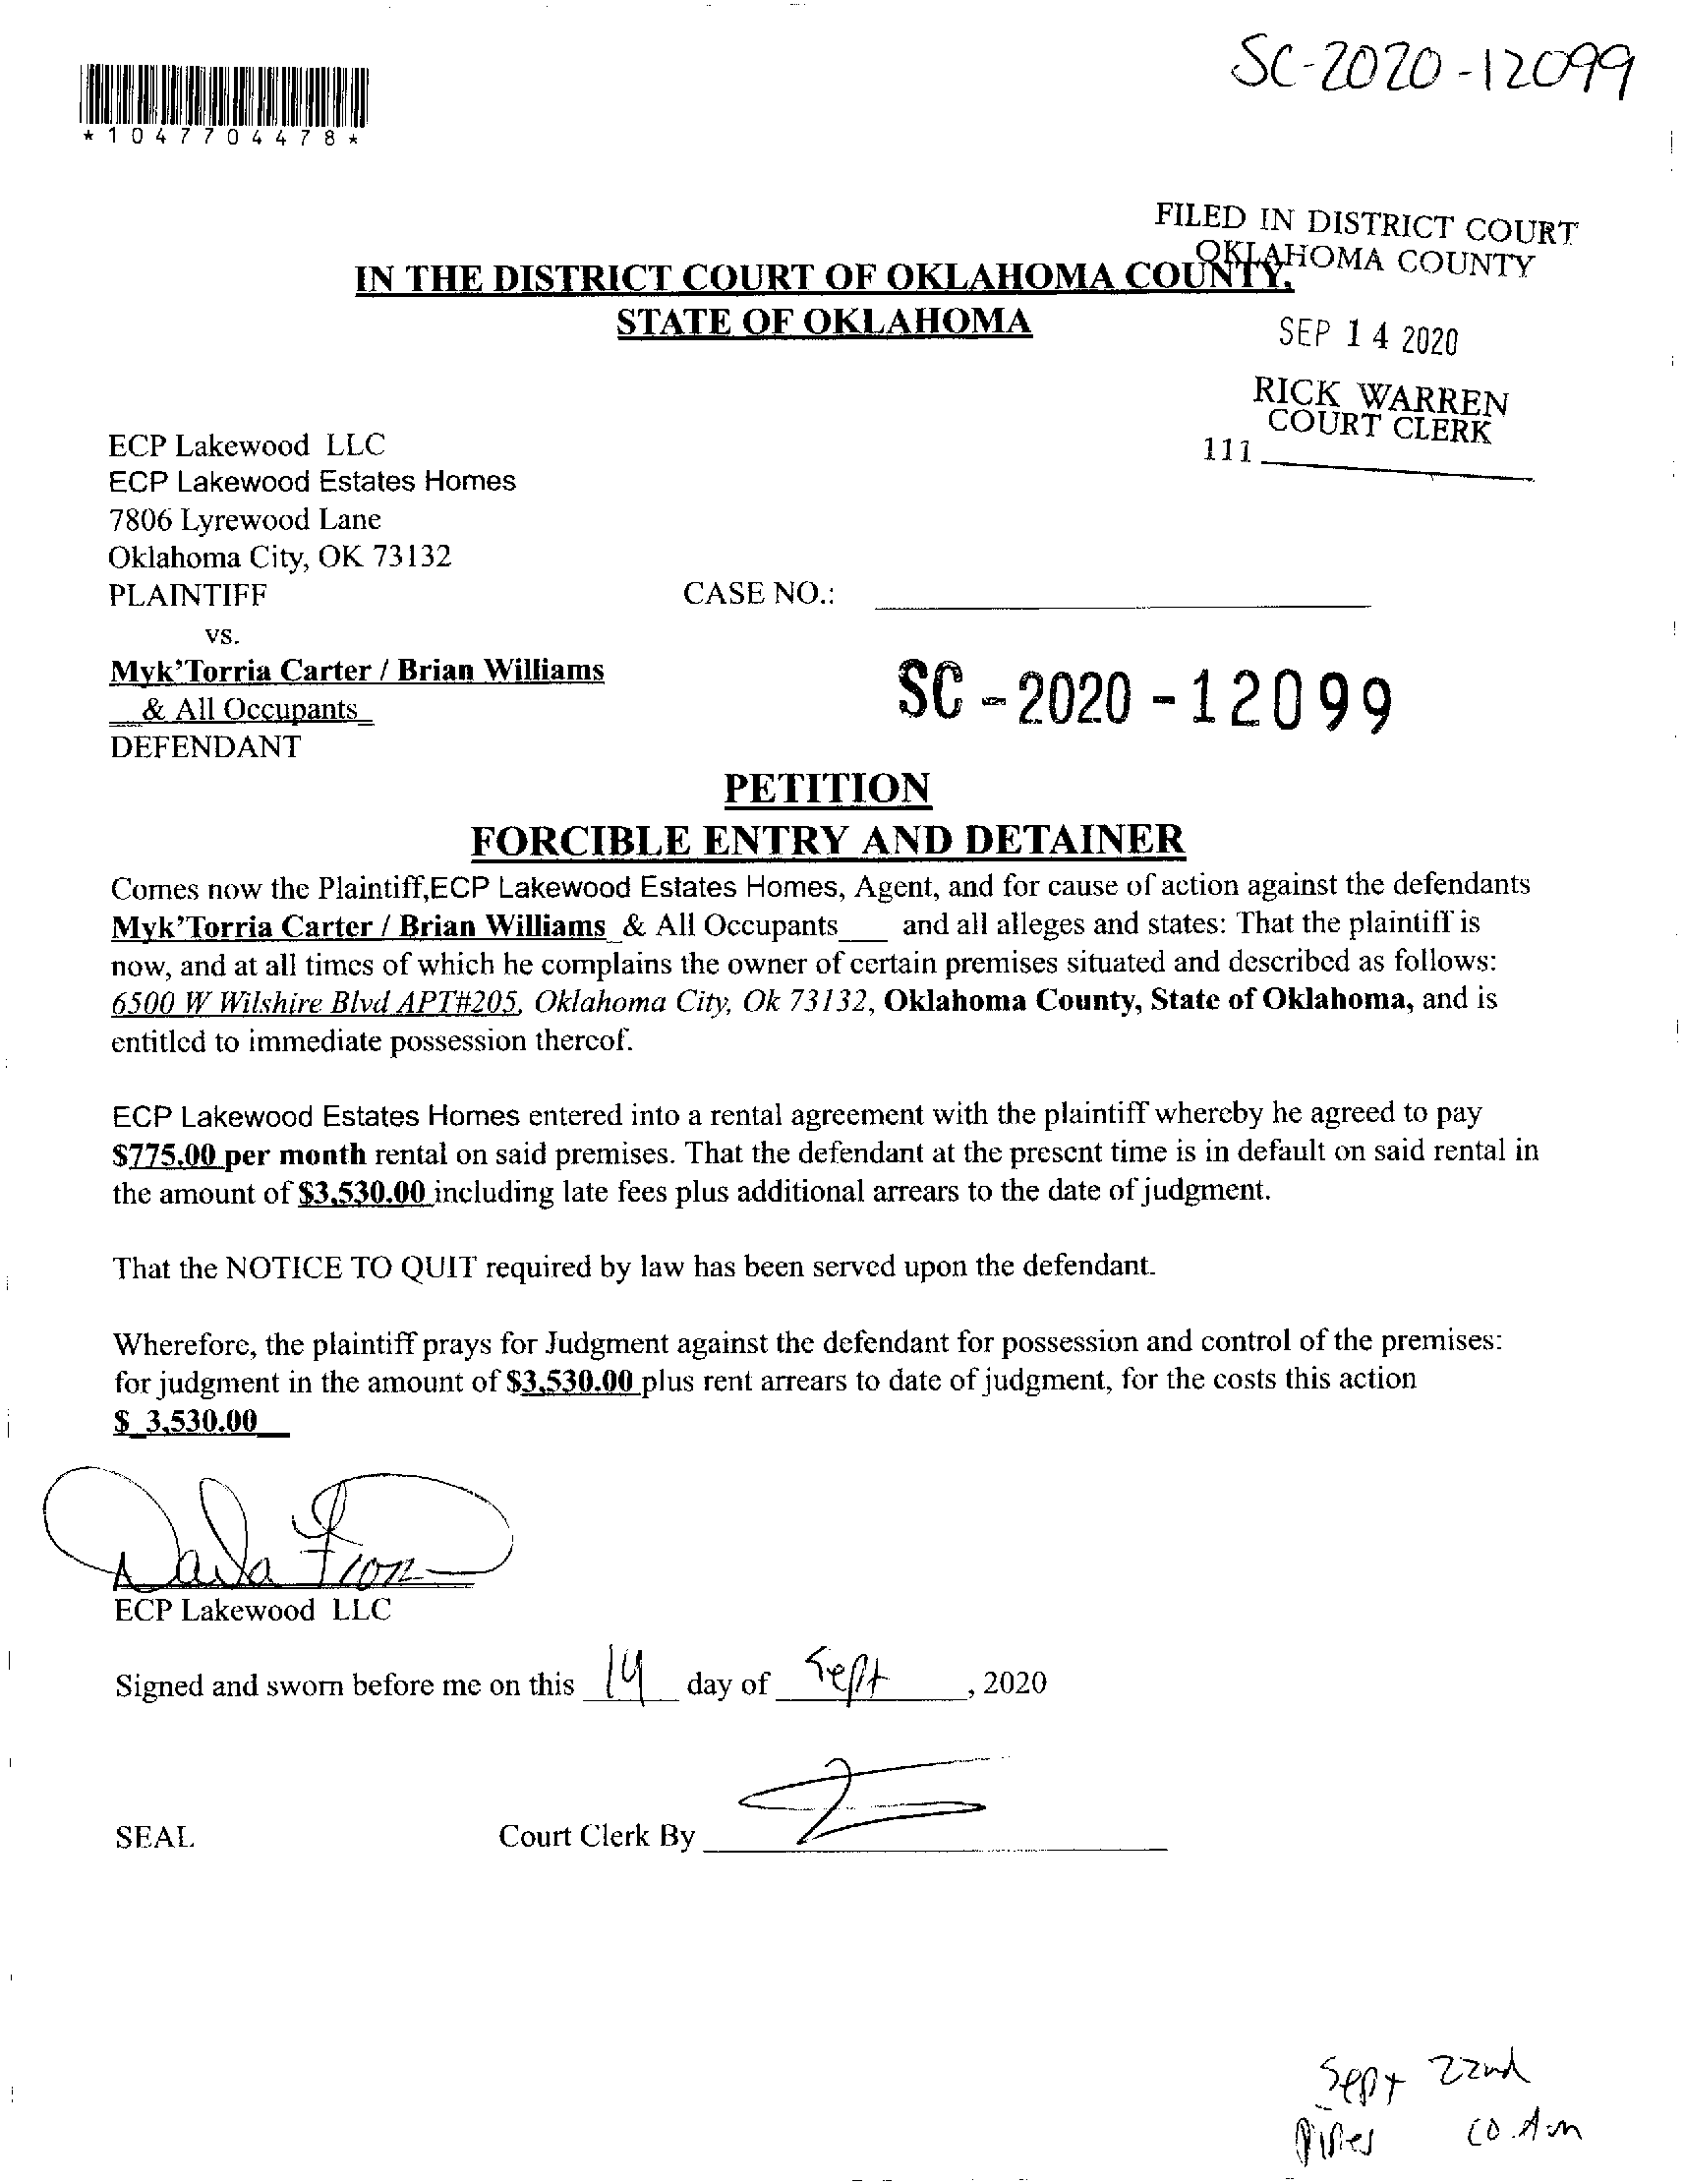 SC-2020-12099
*1047704478*
FILED IN DISTRICT COURT
OKLAHOMA COUNTY
IN THE DISTRICT COURT OF OKLAHOMA COUNTY,
STATE OF OKLAHOMA
SEP 14 2020
RICK WARREN
COURT CLERK
111
ECP Lakewood LLC
ECP Lakewood Estates Homes
7806 Lyrewood Lane
Oklahoma City, OK 73132
PLAINTIFF
CASE NO.:
vs.
Myk'Torria Carter / Brian Williams
& All Occupants
DEFENDANT
SC-2020-12099
PETITION
FORCIBLE ENTRY AND DETAINER
Comes now the Plaintiff,ECP Lakewood Estates Homes, Agent, and for cause of action against the defendants
Myk'Torria Carter / Brian Williams & All Occupants___ and all alleges and states: That the plaintiff is
now, and at all times of which he complains the owner of certain premises situated and described as follows:
6500 W Wilshire Blvd APT#205, Oklahoma City, Ok 73132, Oklahoma County, State of Oklahoma, and is
entitled to immediate possession thereof.
ECP Lakewood Estates Homes entered into a rental agreement with the plaintiff whereby he agreed to pay
$775.00 per month rental on said premises. That the defendant at the present time is in default on said rental in
the amount of $3,530.00 including late fees plus additional arrears to the date of judgment.
That the NOTICE TO QUIT required by law has been served upon the defendant.
Wherefore, the plaintiff prays for Judgment against the defendant for possession and control of the premises:
for judgment in the amount of $3,530.00 plus rent arrears to date of judgment, for the costs this action
$ 3,530.00
ECP Lakewood LLC
Signed and sworn before me on this 14 day of Sept, 2020
SEAL
Court Clerk By
Sept 22nd
10 Am